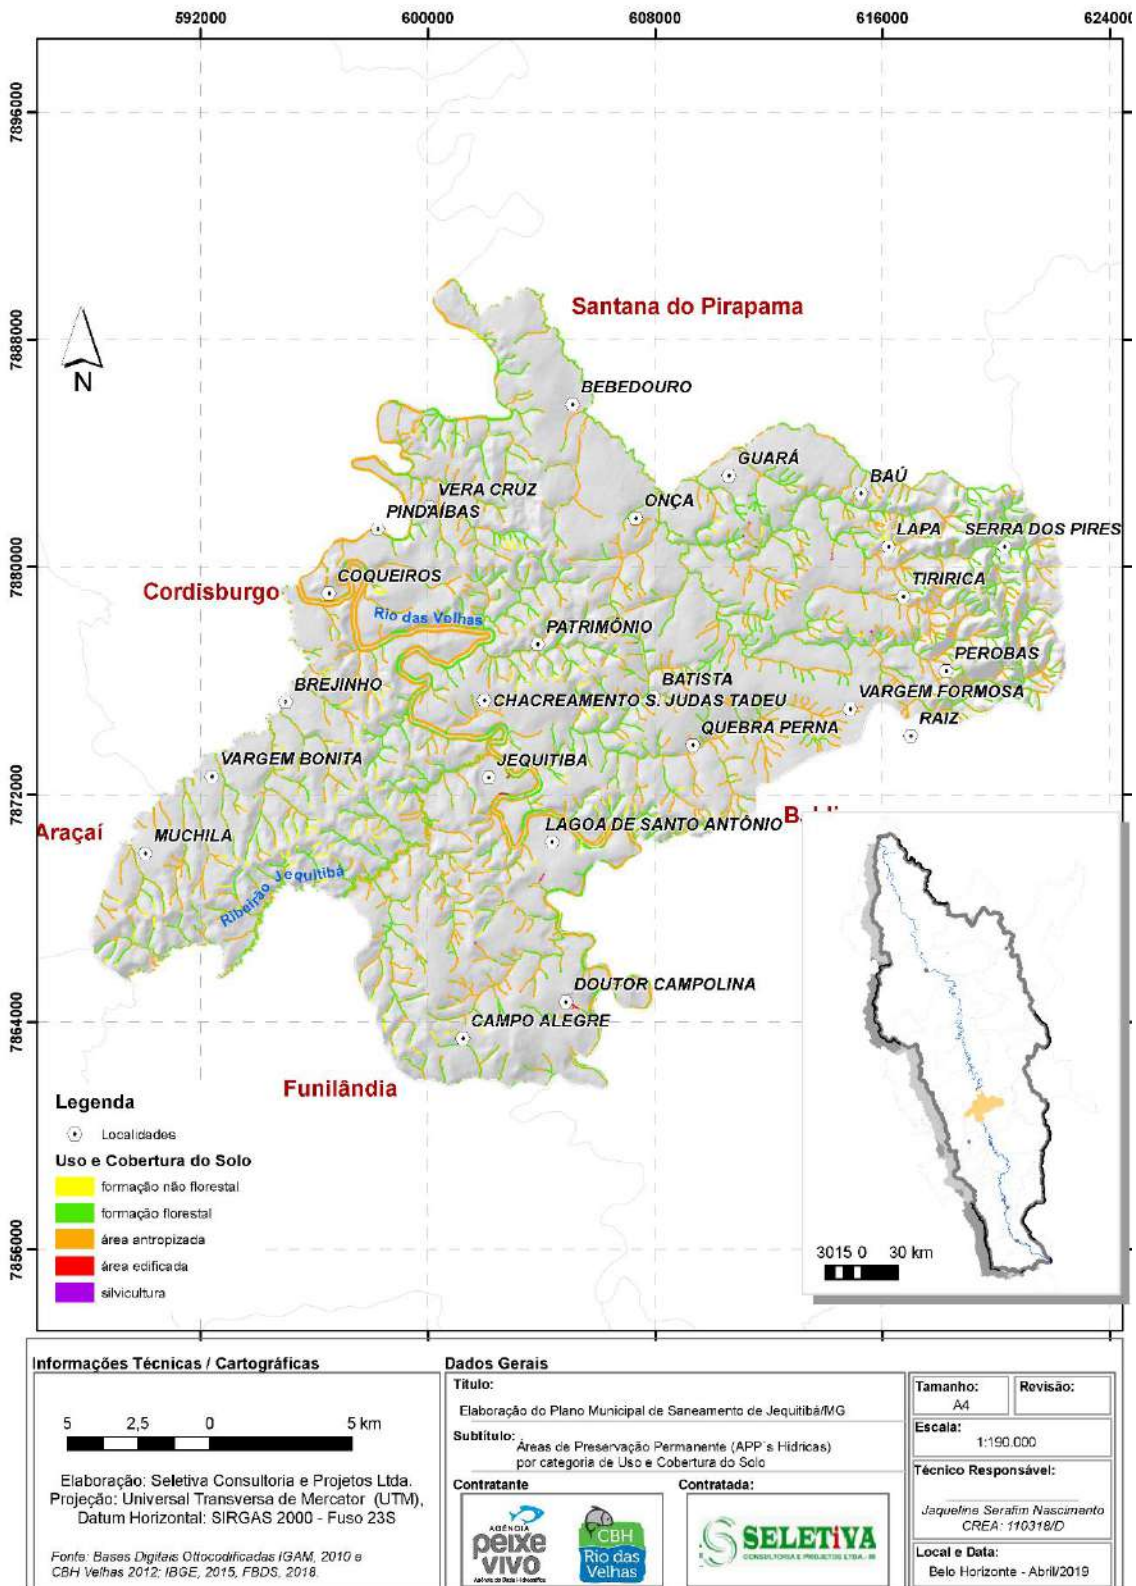 592000
600000
608000
616000
624000
7896000
7888000
7880000
7872000
7864000
7856000
N
Santana do Pirapama
BEBEDOURO
GUARÁ
BAÚ
VERA CRUZ
ONÇA
PINDAÍBAS
LAPA
SERRA DOS PIRES
COQUEIROS
TIRIRICA
Cordisburgo
Rio das Velhas
PATRIMÔNIO
PEROBAS
BREJINHO
BATISTA
CHACREAMENTO S. JUDAS TADEU
VARGEM FORMOSA
RAIZ
QUEBRA PERNA
VARGEM BONITA
JEQUITIBA
Araçaí
MUCHILA
LAGOA DE SANTO ANTÔNIO
Ribeirão Jequitibá
DOUTOR CAMPOLINA
CAMPO ALEGRE
Funilândia
3015 0 30 km
Legenda
Localidades
Uso e Cobertura do Solo
formação não florestal
formação florestal
área antropizada
área edificada
silvicultura
Informações Técnicas / Cartográficas
5 2,5 0 5 km
Elaboração: Seletiva Consultoria e Projetos Ltda.
Projeção: Universal Transversa de Mercator (UTM),
Datum Horizontal: SIRGAS 2000 - Fuso 23S
Fonte: Bases Digitais Ottocodificadas IGAM, 2010 e
CBH Velhas 2012; IBGE, 2015, FBDS, 2018.
Dados Gerais
Título:
Elaboração do Plano Municipal de Saneamento de Jequitibá/MG
Subtítulo:
Áreas de Preservação Permanente (APP`s Hídricas)
por categoria de Uso e Cobertura do Solo
Contratante
AGÊNCIA
peixe
vivo
CBH
Rio das
Velhas
Contratada:
SELETiVA
CONSULTORIA E PROJETOS LTDA - ME
Tamanho:
A4
Revisão:
Escala:
1:190.000
Técnico Responsável:
Jaqueline Serafim Nascimento
CREA: 110318/D
Local e Data:
Belo Horizonte - Abril/2019